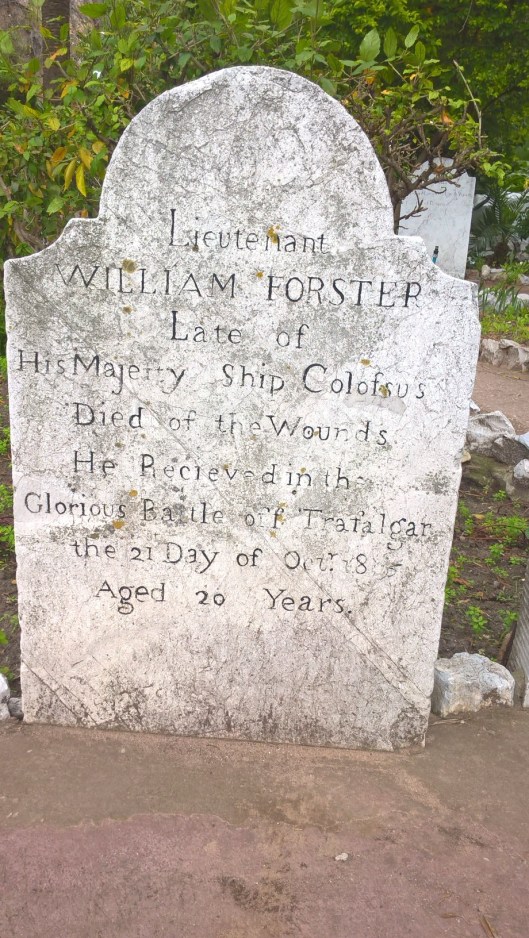 Lieutenant
WILLIAM FORSTER
Late of
His Majesty Ship Coloſsus
Died of the Wounds
He Recieved in the
Glorious Battle off Trafalgar
the 21 Day of Octr. 1805
Aged 20 Years.